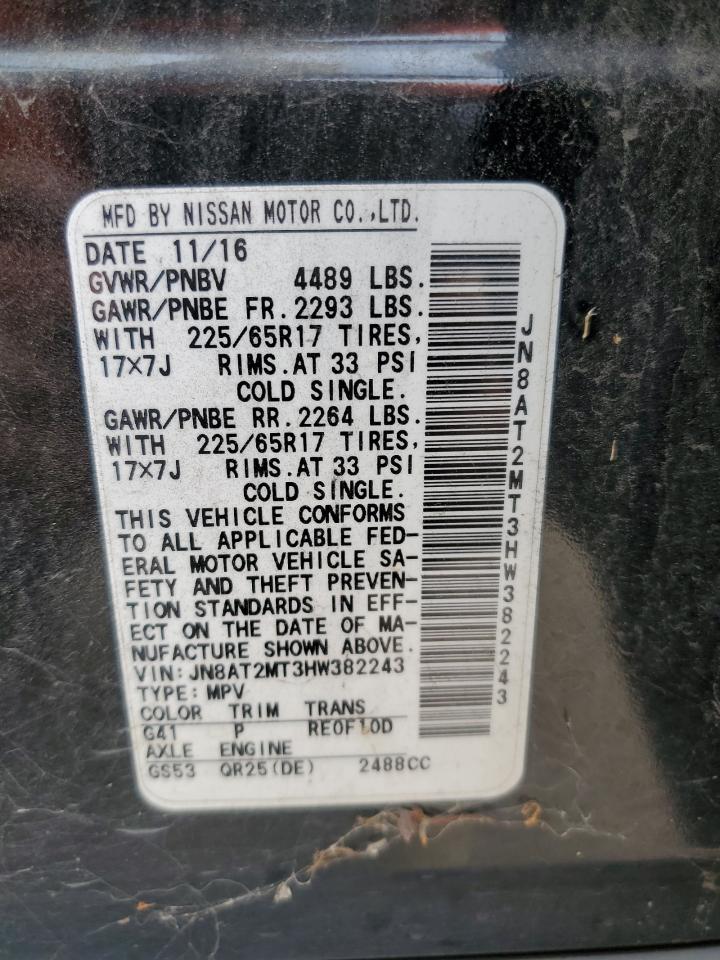 MFD BY NISSAN MOTOR CO.,LTD.
DATE 11/16
GVWR/PNBV 4489 LBS.
GAWR/PNBE FR.2293 LBS.
WITH 225/65R17 TIRES,
17×7J RIMS.AT 33 PSI
COLD SINGLE.
GAWR/PNBE RR.2264 LBS.
WITH 225/65R17 TIRES,
17×7J RIMS.AT 33 PSI
COLD SINGLE.
THIS VEHICLE CONFORMS
TO ALL APPLICABLE FED-
ERAL MOTOR VEHICLE SA-
FETY AND THEFT PREVEN-
TION STANDARDS IN EFF-
ECT ON THE DATE OF MA-
NUFACTURE SHOWN ABOVE.
VIN:JN8AT2MT3HW382243
TYPE:MPV
COLOR TRIM TRANS
G41 P RE0F10D
AXLE ENGINE
GS53 QR25(DE) 2488CC
JN8AT2MT3HW382243